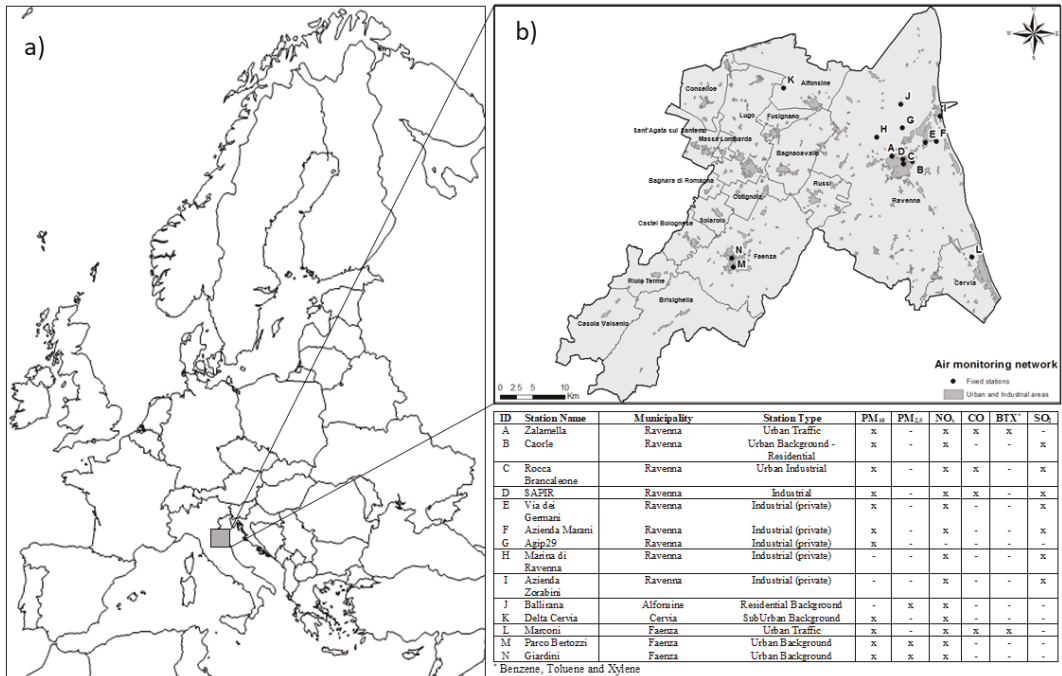 a)
b)
N
W
E
S
K
Conselice
Alfonsine
J
I
Lugo
Fusignano
G
Sant'Agata sul Santerno
H
E
F
Massa Lombarda
A
D
C
Bagnacavallo
B
Bagnara di Romagna
Russi
Cotignola
Ravenna
Castel Bolognese
Solarolo
N
Faenza
L
M
Riolo Terme
Cervia
Brisighella
Casola Valsenio
Air monitoring network
Fixed stations
Urban and Industrial areas
0 2.5 5 10
Km
ID Station Name Municipality Station Type PM10 PM2,5 NOx CO BTX* SO2
A Zalamella Ravenna Urban Traffic x - x x x -
B Caorle Ravenna Urban Background - x - x - - x
Residential
C Rocca Ravenna Urban Industrial x - x x - x
Brancaleone
D SAPIR Ravenna Industrial x - x x - x
E Via dei Ravenna Industrial (private) x - x - - x
Germani
F Azienda Marani Ravenna Industrial (private) x - x - - x
G Agip29 Ravenna Industrial (private) x - - - - -
H Marina di Ravenna Industrial (private) - - x - - x
Ravenna
I Azienda Ravenna Industrial (private) - - x - - x
Zorabini
J Ballirana Alfonsine Residential Background - x x - - -
K Delta Cervia Cervia SubUrban Background x - x - - -
L Marconi Faenza Urban Traffic x - x x x -
M Parco Bertozzi Faenza Urban Background x x x - - -
N Giardini Faenza Urban Background x x x - - -
* Benzene, Toluene and Xylene